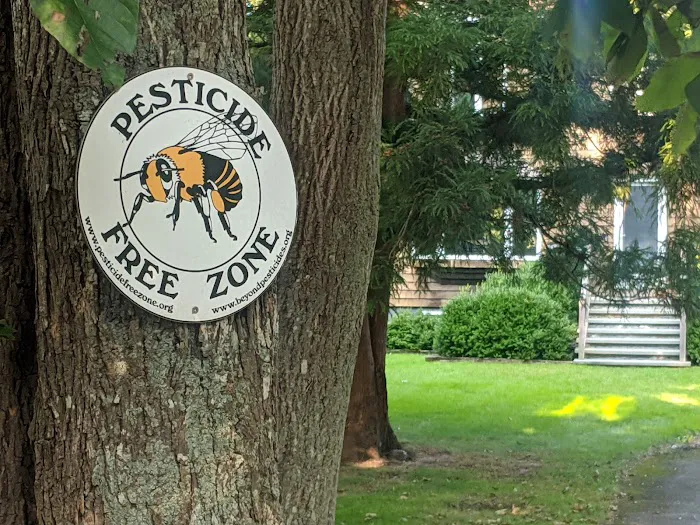 PESTICIDE
FREE ZONE
www.pesticidefreezone.org
www.beyondpesticides.org